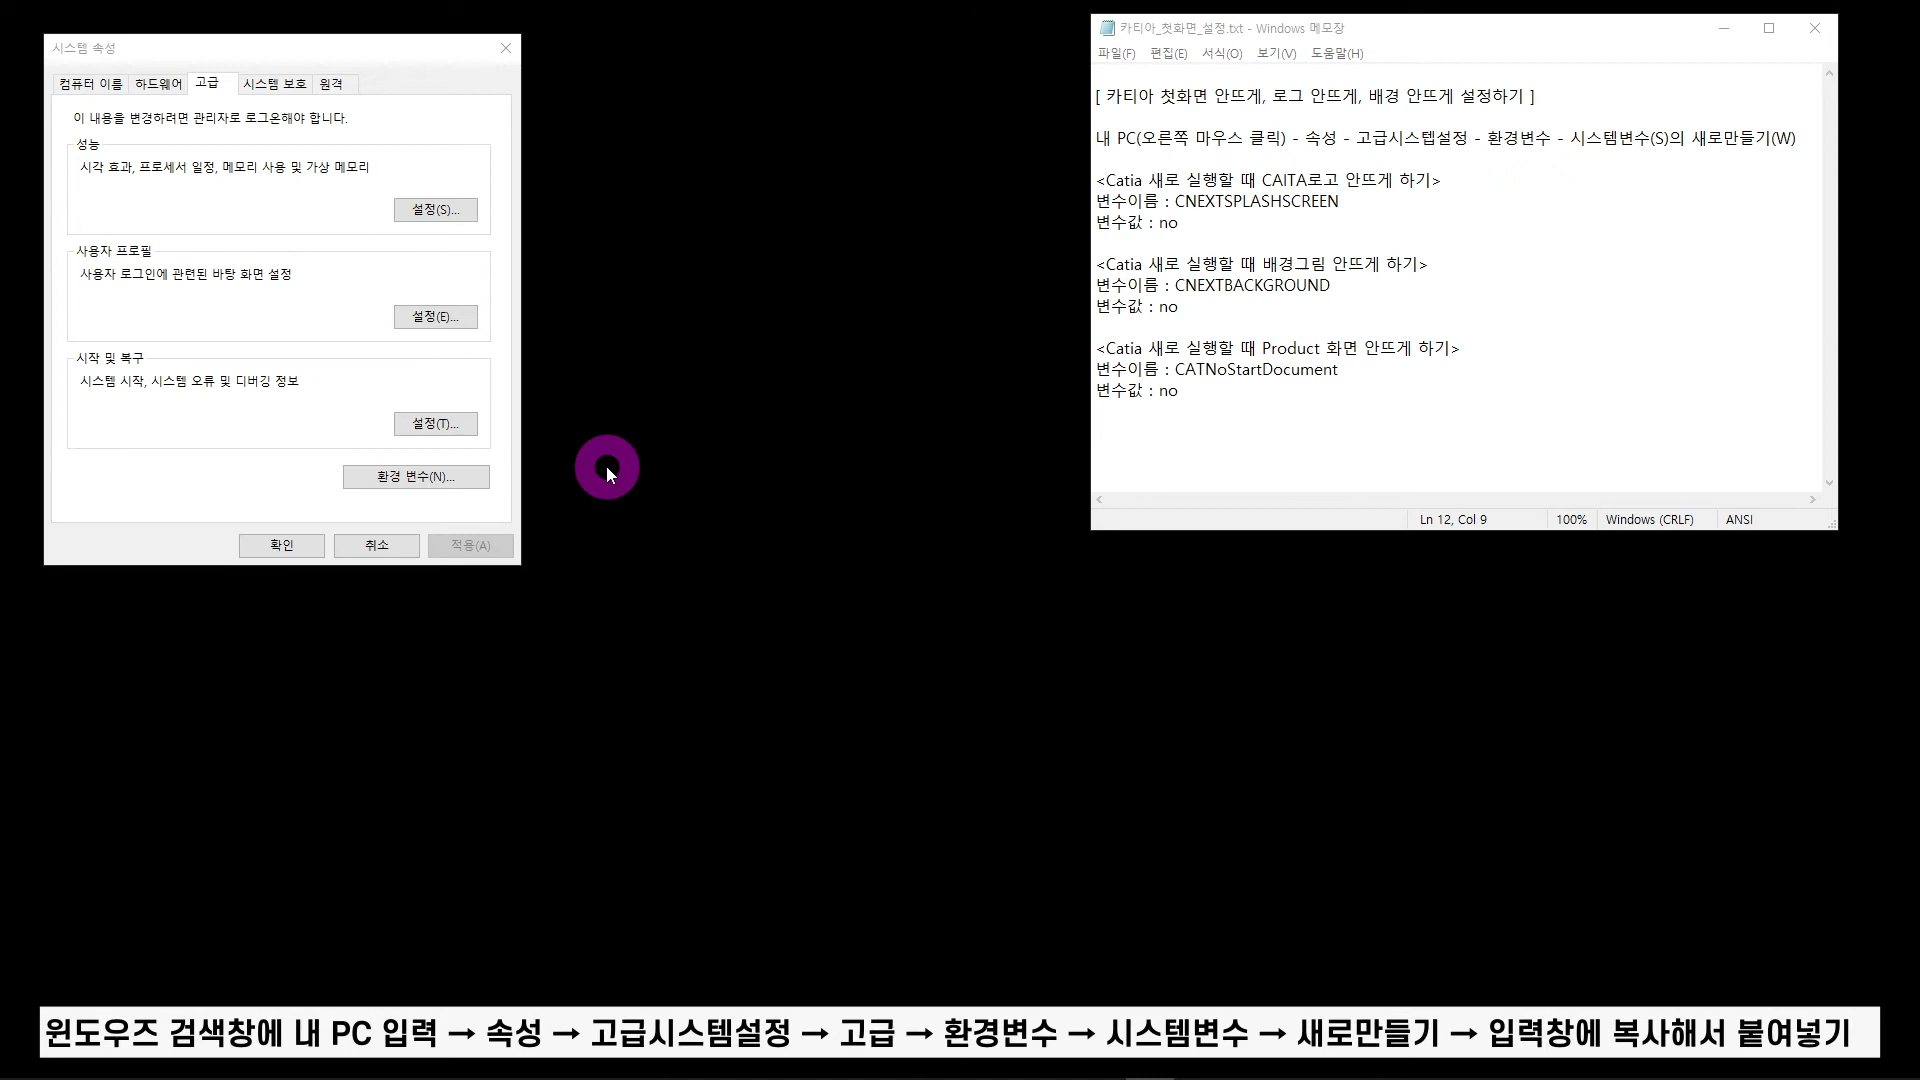 시스템 속성
컴퓨터 이름 하드웨어 고급 시스템 보호 원격
이 내용을 변경하려면 관리자로 로그온해야 합니다.
성능
시각 효과, 프로세서 일정, 메모리 사용 및 가상 메모리
설정(S)...
사용자 프로필
사용자 로그인에 관련된 바탕 화면 설정
설정(E)...
시작 및 복구
시스템 시작, 시스템 오류 및 디버깅 정보
설정(T)...
환경 변수(N)...
확인 취소 적용(A)
카티아_첫화면_설정.txt - Windows 메모장
파일(F) 편집(E) 서식(O) 보기(V) 도움말(H)
[ 카티아 첫화면 안뜨게, 로그 안뜨게, 배경 안뜨게 설정하기 ]
내 PC(오른쪽 마우스 클릭) - 속성 - 고급시스템설정 - 환경변수 - 시스템변수(S)의 새로만들기(W)
<Catia 새로 실행할 때 CAITA로고 안뜨게 하기>
변수이름 : CNEXTSPLASHSCREEN
변수값 : no
<Catia 새로 실행할 때 배경그림 안뜨게 하기>
변수이름 : CNEXTBACKGROUND
변수값 : no
<Catia 새로 실행할 때 Product 화면 안뜨게 하기>
변수이름 : CATNoStartDocument
변수값 : no
Ln 12, Col 9 100% Windows (CRLF) ANSI
윈도우즈 검색창에 내 PC 입력 → 속성 → 고급시스템설정 → 고급 → 환경변수 → 시스템변수 → 새로만들기 → 입력창에 복사해서 붙여넣기